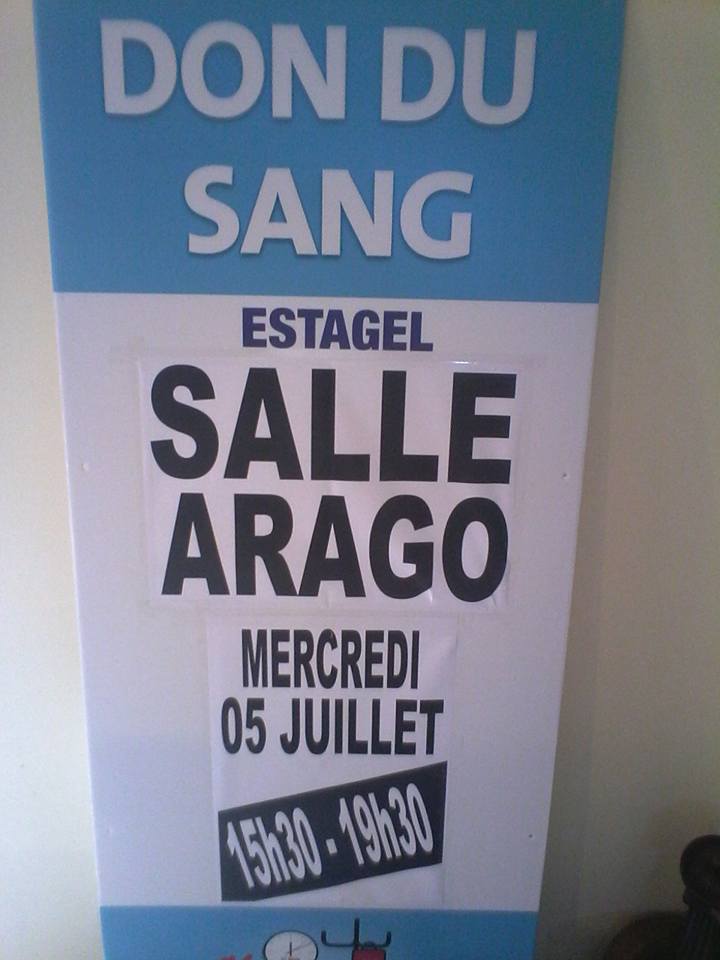 DON DU
SANG
ESTAGEL
SALLE
ARAGO
MERCREDI
05 JUILLET
15h30 - 19h30